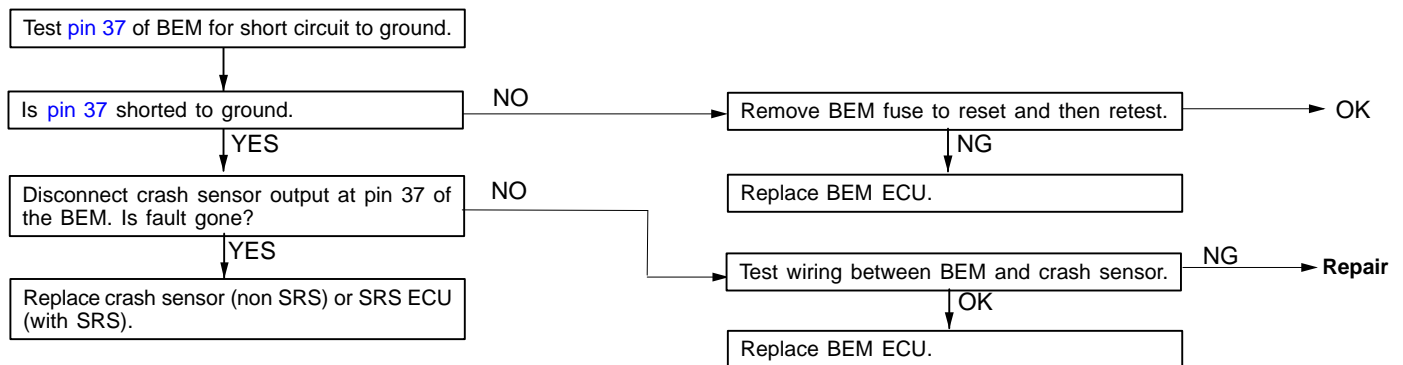 Test pin 37 of BEM for short circuit to ground.
Is pin 37 shorted to ground.
NO
Remove BEM fuse to reset and then retest.
OK
YES
NG
Disconnect crash sensor output at pin 37 of
the BEM. Is fault gone?
NO
Replace BEM ECU.
YES
Test wiring between BEM and crash sensor.
NG
Repair
Replace crash sensor (non SRS) or SRS ECU
(with SRS).
OK
Replace BEM ECU.